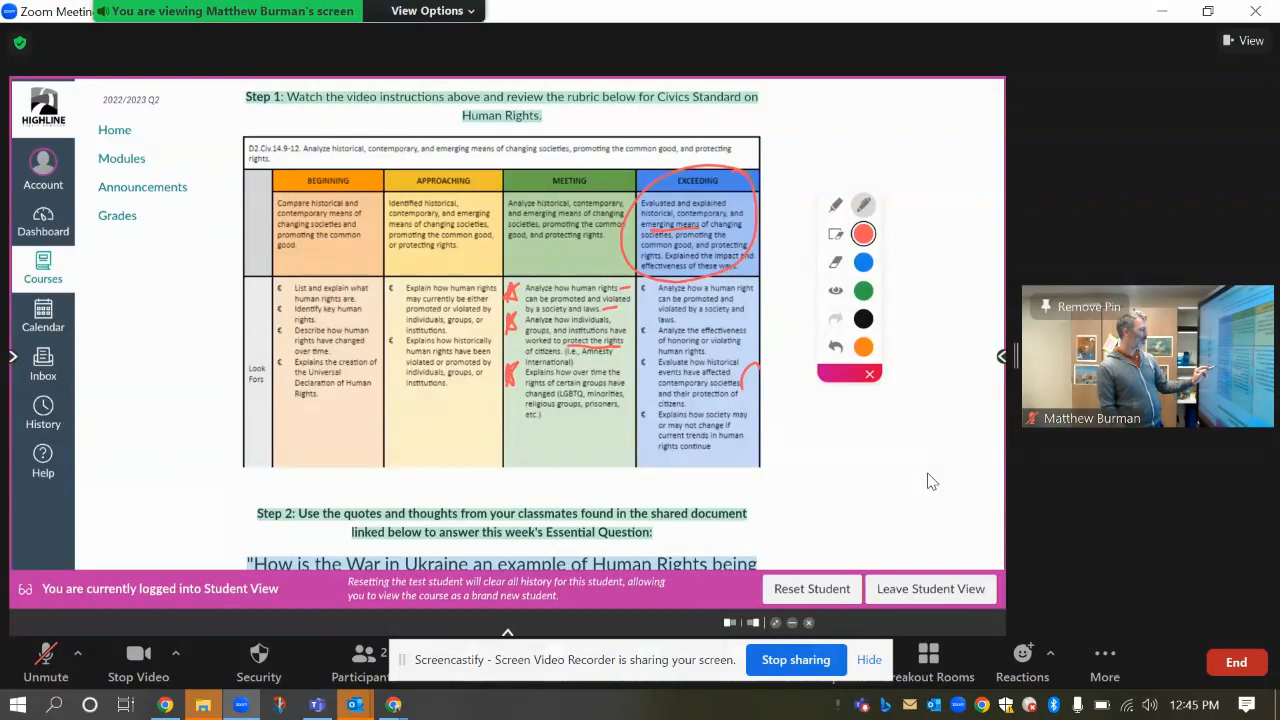 Zoom Meetin
You are viewing Matthew Burman's screen
View Options
View
HIGHLINE
Account
Dashboard
Courses
Calendar
Inbox
History
Help
2022/2023 Q2
Home
Modules
Announcements
Grades
Step 1: Watch the video instructions above and review the rubric below for Civics Standard on
Human Rights.
D2.Civ.14.9-12. Analyze historical, contemporary, and emerging means of changing societies, promoting the common good, and protecting
rights.
BEGINNING
Compare historical and
contemporary means of
changing societies and
promoting the common
good.
APPROACHING
Identified historical,
contemporary, and emerging
means of changing societies,
promoting the common good,
or protecting rights.
MEETING
Analyze historical, contemporary,
and emerging means of changing
societies, promoting the common
good, and protecting rights.
EXCEEDING
Evaluated and explained
historical, contemporary, and
emerging means of changing
societies, promoting the
common good, and protecting
rights. Explained the impact and
effectiveness of these ways.
Look
Fors
€ List and explain what
human rights are.
€ Identify key human
rights.
€ Describe how human
rights have changed
over time.
€ Explains the creation of
the Universal
Declaration of Human
Rights.
€ Explain how human rights
may currently be either
promoted or violated by
individuals, groups, or
institutions.
€ Explains how historically
human rights have been
violated or promoted by
individuals, groups, or
institutions.
Analyze how human rights
can be promoted and violated
by a society and laws.
Analyze how individuals,
groups, and institutions have
worked to protect the rights
of citizens. (i.e., Amnesty
International)
Explains how over time the
rights of certain groups have
changed (LGBTQ, minorities,
religious groups, prisoners,
etc.)
€ Analyze how a human right
can be promoted and
violated by a society and
laws.
€ Analyze the effectiveness
of honoring or violating
human rights.
€ Evaluate how historical
events have affected
contemporary societies
and their protection of
citizens.
€ Explains how society may
or may not change if
current trends in human
rights continue
Step 2: Use the quotes and thoughts from your classmates found in the shared document
linked below to answer this week's Essential Question:
"How is the War in Ukraine an example of Human Rights being
Remove Pin
Matthew Burman
You are currently logged into Student View
Resetting the test student will clear all history for this student, allowing
you to view the course as a brand new student.
Reset Student
Leave Student View
Unmute
Stop Video
Security
Participan
2
Screencastify - Screen Video Recorder is sharing your screen.
Stop sharing
Hide
reakout Rooms
Reactions
More
End
12:45 PM